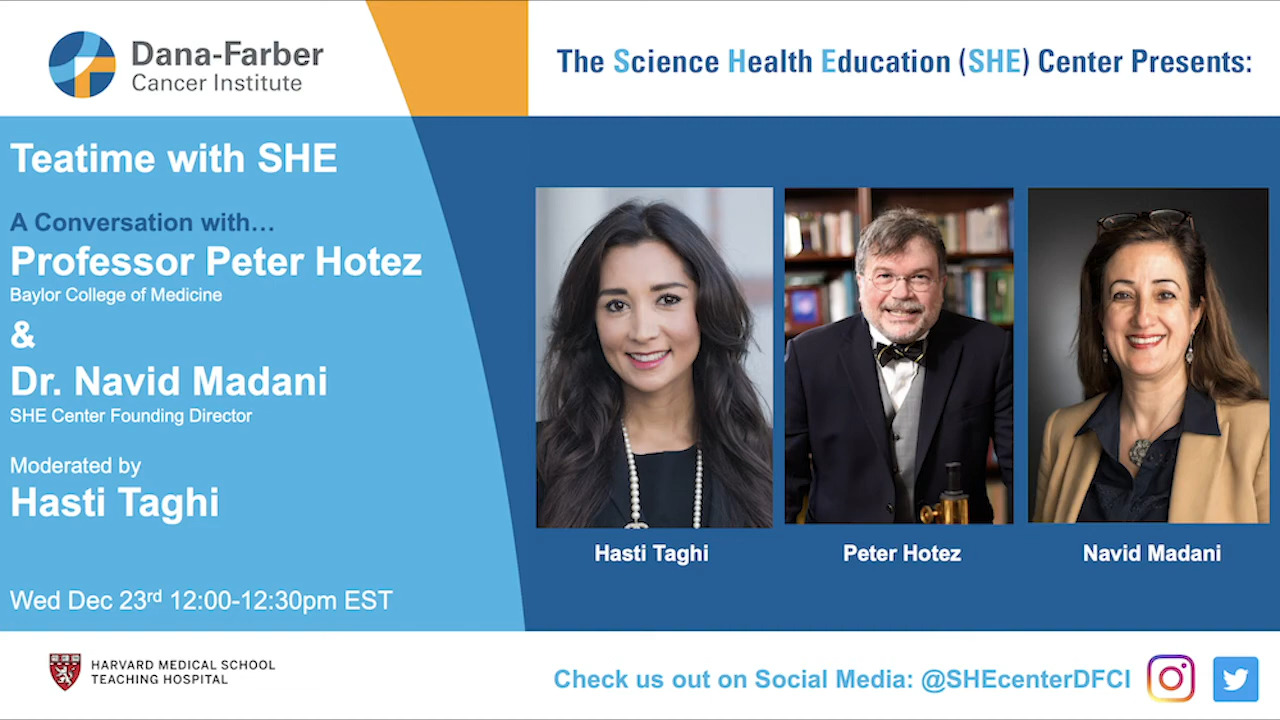 Dana-Farber
Cancer Institute
The Science Health Education (SHE) Center Presents:
Teatime with SHE
A Conversation with...
Professor Peter Hotez
Baylor College of Medicine
&
Dr. Navid Madani
SHE Center Founding Director
Moderated by
Hasti Taghi
Wed Dec 23rd 12:00-12:30pm EST
Hasti Taghi
Peter Hotez
Navid Madani
HARVARD MEDICAL SCHOOL
TEACHING HOSPITAL
Check us out on Social Media: @SHEcenterDFCI